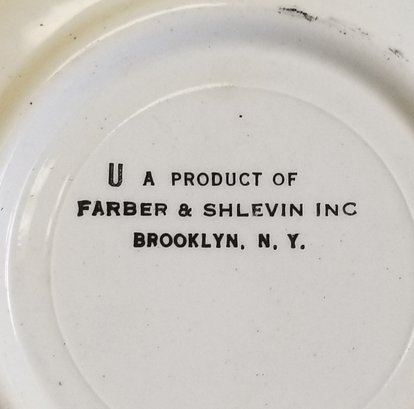 U A PRODUCT OF
FARBER & SHLEVIN INC
BROOKLYN, N. Y.